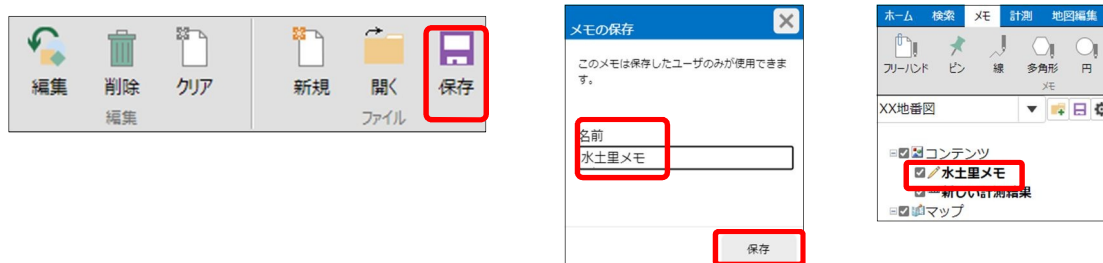 編集 削除 クリア 新規 開く 保存
編集 ファイル
メモの保存
このメモは保存したユーザのみが使用できま
す。
名前
水土里メモ
保存
ホーム 検索 メモ 計測 地図編集
フリーハンド ピン 線 多角形 円
メモ
XX地番図
コンテンツ
水土里メモ
新しい計測結果
マップ